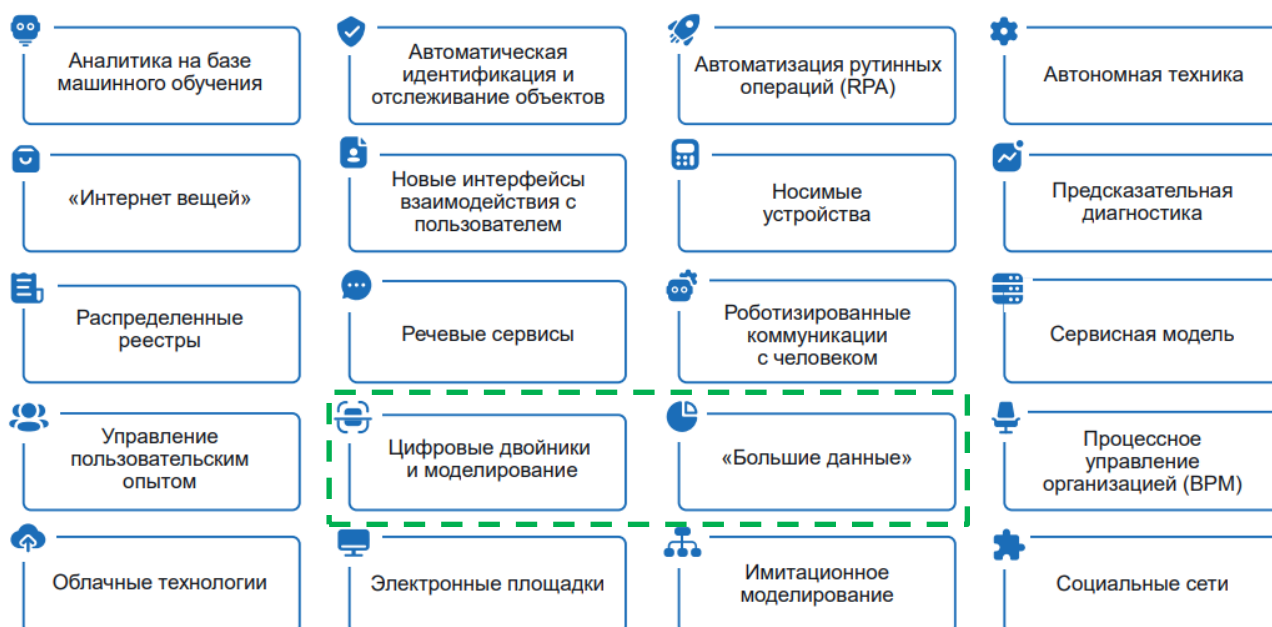 Аналитика на базе
машинного обучения
Автоматическая
идентификация и
отслеживание объектов
Автоматизация рутинных
операций (RPA)
Автономная техника
«Интернет вещей»
Новые интерфейсы
взаимодействия с
пользователем
Носимые
устройства
Предсказательная
диагностика
Распределенные
реестры
Речевые сервисы
Роботизированные
коммуникации
с человеком
Сервисная модель
Управление
пользовательским
опытом
Цифровые двойники
и моделирование
«Большие данные»
Процессное
управление
организацией (BPM)
Облачные технологии
Электронные площадки
Имитационное
моделирование
Социальные сети